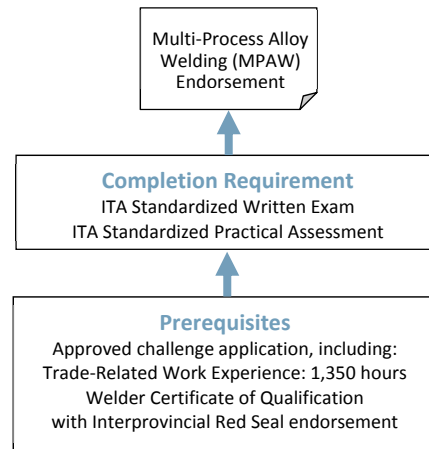 Multi-Process Alloy
Welding (MPAW)
Endorsement
Completion Requirement
ITA Standardized Written Exam
ITA Standardized Practical Assessment
Prerequisites
Approved challenge application, including:
Trade-Related Work Experience: 1,350 hours
Welder Certificate of Qualification
with Interprovincial Red Seal endorsement